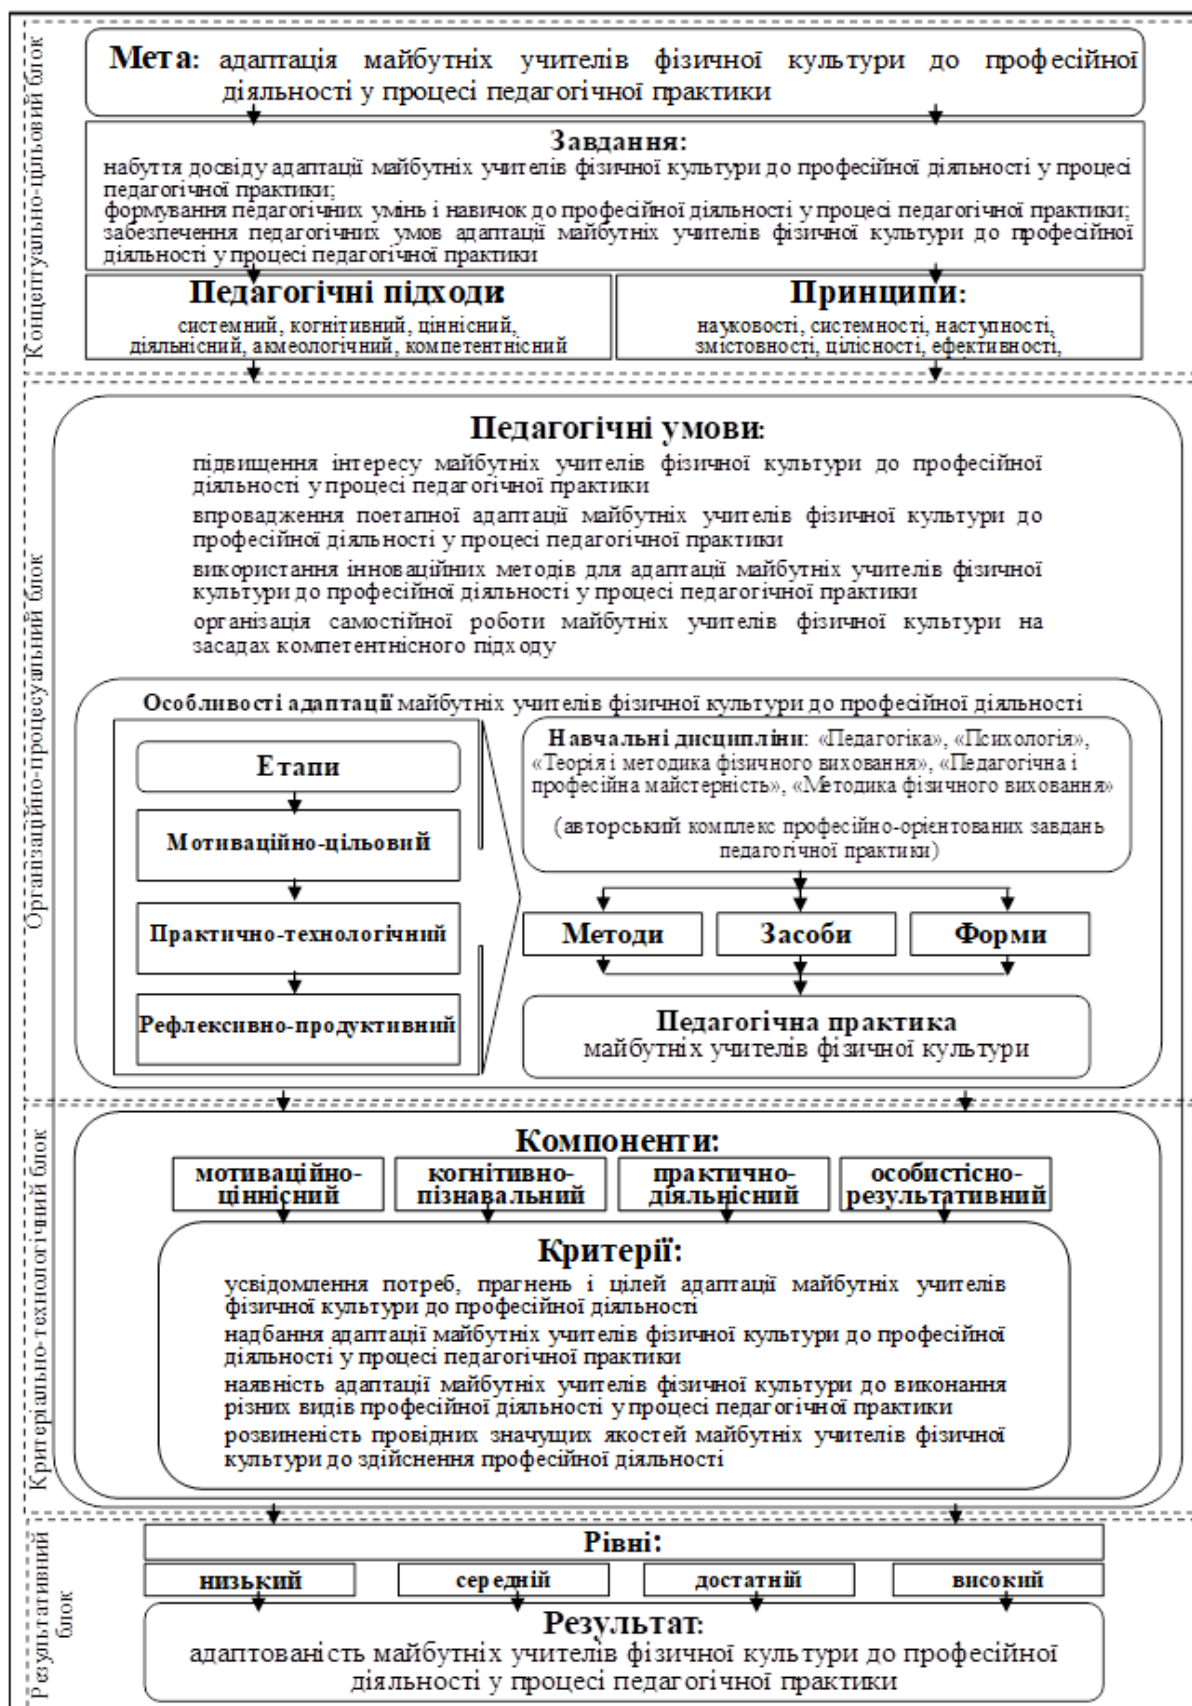 Концептуально-цільовий блок
Мета: адаптація майбутніх учителів фізичної культури до професійної
діяльності у процесі педагогічної практики
Завдання:
набуття досвіду адаптації майбутніх учителів фізичної культури до професійної діяльності у процесі
педагогічної практики;
формування педагогічних умінь і навичок до професійної діяльності у процесі педагогічної практики;
забезпечення педагогічних умов адаптації майбутніх учителів фізичної культури до професійної
діяльності у процесі педагогічної практики
Педагогічні підходи:
системний, когнітивний, ціннісний,
діяльнісний, акмеологічний, компетентнісний
Принципи:
науковості, системності, наступності,
змістовності, цілісності, ефективності,
Організаційно-процесуальний блок
Педагогічні умови:
підвищення інтересу майбутніх учителів фізичної культури до професійної
діяльності у процесі педагогічної практики
впровадження поетапної адаптації майбутніх учителів фізичної культури до
професійної діяльності у процесі педагогічної практики
використання інноваційних методів для адаптації майбутніх учителів фізичної
культури до професійної діяльності у процесі педагогічної практики
організація самостійної роботи майбутніх учителів фізичної культури на
засадах компетентнісного підходу
Особливості адаптації майбутніх учителів фізичної культури до професійної діяльності
Етапи
Мотиваційно-цільовий
Практично-технологічний
Рефлексивно-продуктивний
Навчальні дисципліни: «Педагогіка», «Психологія»,
«Теорія і методика фізичного виховання», «Педагогічна і
професійна майстерність», «Методика фізичного виховання»
(авторський комплекс професійно-орієнтованих завдань
педагогічної практики)
Методи
Засоби
Форми
Педагогічна практика
майбутніх учителів фізичної культури
Критеріально-технологічний блок
Компоненти:
мотиваційно-
ціннісний
когнітивно-
пізнавальний
практично-
діяльнісний
особистісно-
результативний
Критерії:
усвідомлення потреб, прагнень і цілей адаптації майбутніх учителів
фізичної культури до професійної діяльності
надбання адаптації майбутніх учителів фізичної культури до професійної
діяльності у процесі педагогічної практики
наявність адаптації майбутніх учителів фізичної культури до виконання
різних видів професійної діяльності у процесі педагогічної практики
розвиненість провідних значущих якостей майбутніх учителів фізичної
культури до здійснення професійної діяльності
Результативний
блок
Рівні:
низький
середній
достатній
високий
Результат:
адаптованість майбутніх учителів фізичної культури до професійної
діяльності у процесі педагогічної практики